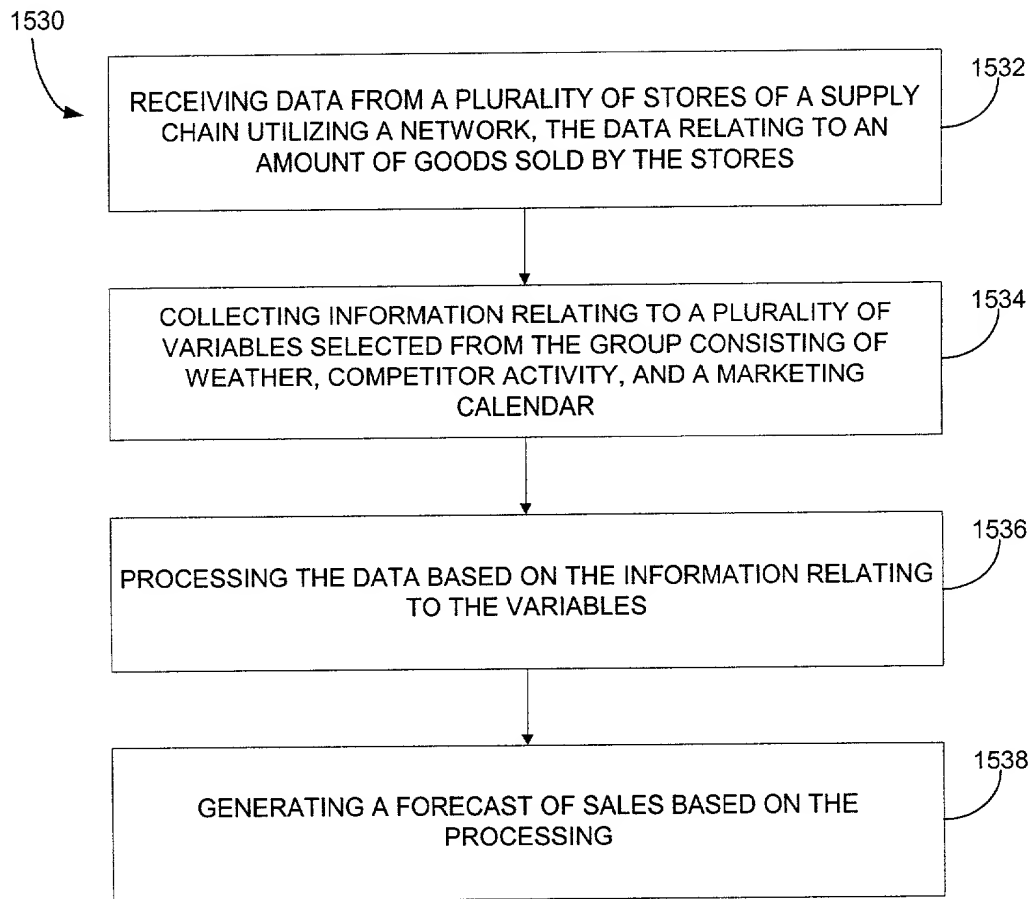 1530
1532
RECEIVING DATA FROM A PLURALITY OF STORES OF A SUPPLY
CHAIN UTILIZING A NETWORK, THE DATA RELATING TO AN
AMOUNT OF GOODS SOLD BY THE STORES
1534
COLLECTING INFORMATION RELATING TO A PLURALITY OF
VARIABLES SELECTED FROM THE GROUP CONSISTING OF
WEATHER, COMPETITOR ACTIVITY, AND A MARKETING
CALENDAR
1536
PROCESSING THE DATA BASED ON THE INFORMATION RELATING
TO THE VARIABLES
1538
GENERATING A FORECAST OF SALES BASED ON THE
PROCESSING